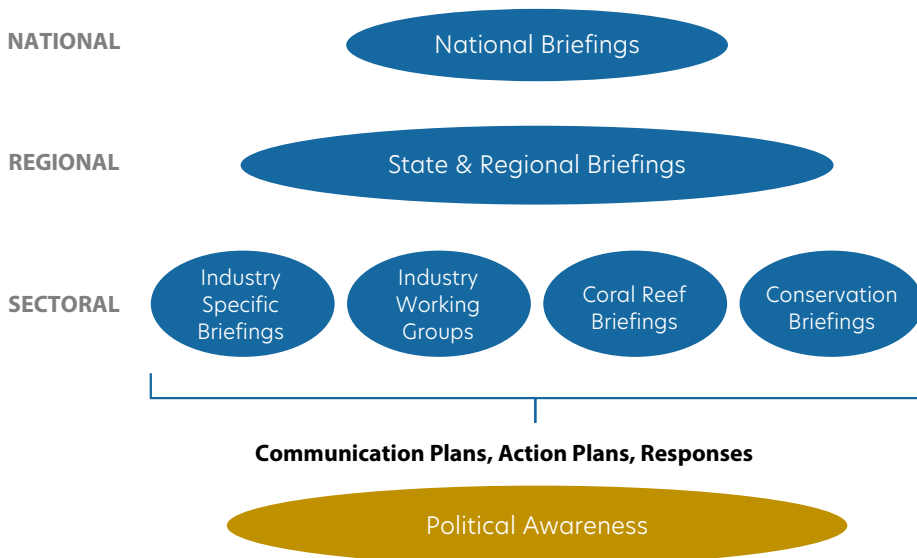 NATIONAL
National Briefings
REGIONAL
State & Regional Briefings
SECTORAL
Industry
Specific
Briefings
Industry
Working
Groups
Coral Reef
Briefings
Conservation
Briefings
Communication Plans, Action Plans, Responses
Political Awareness